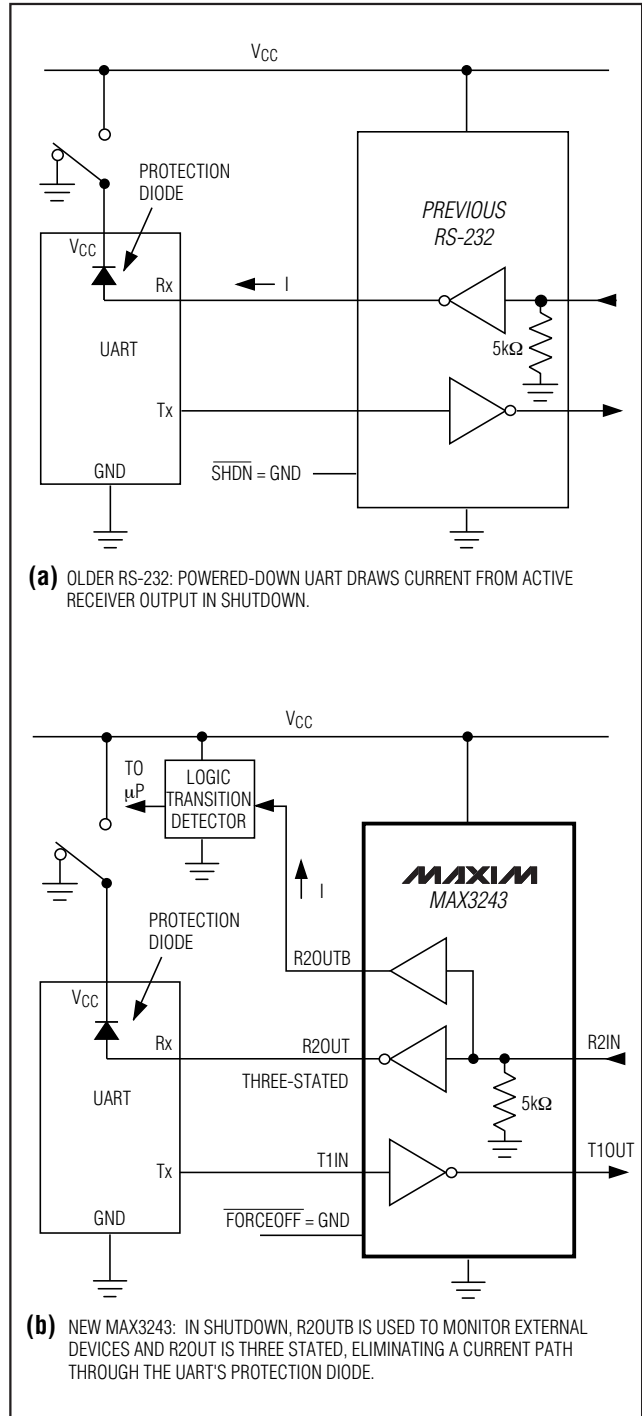 VCC
PROTECTION
DIODE
PREVIOUS
RS-232
VCC
Rx
I
5kΩ
UART
Tx
GND
SHDN = GND
(a) OLDER RS-232: POWERED-DOWN UART DRAWS CURRENT FROM ACTIVE
RECEIVER OUTPUT IN SHUTDOWN.
VCC
TO
µP
LOGIC
TRANSITION
DETECTOR
MAXIM
MAX3243
I
PROTECTION
DIODE
R2OUTB
VCC
Rx
R2OUT
R2IN
THREE-STATED
UART
5kΩ
Tx
T1IN
T1OUT
GND
FORCEOFF = GND
(b) NEW MAX3243: IN SHUTDOWN, R2OUTB IS USED TO MONITOR EXTERNAL
DEVICES AND R2OUT IS THREE STATED, ELIMINATING A CURRENT PATH
THROUGH THE UART'S PROTECTION DIODE.